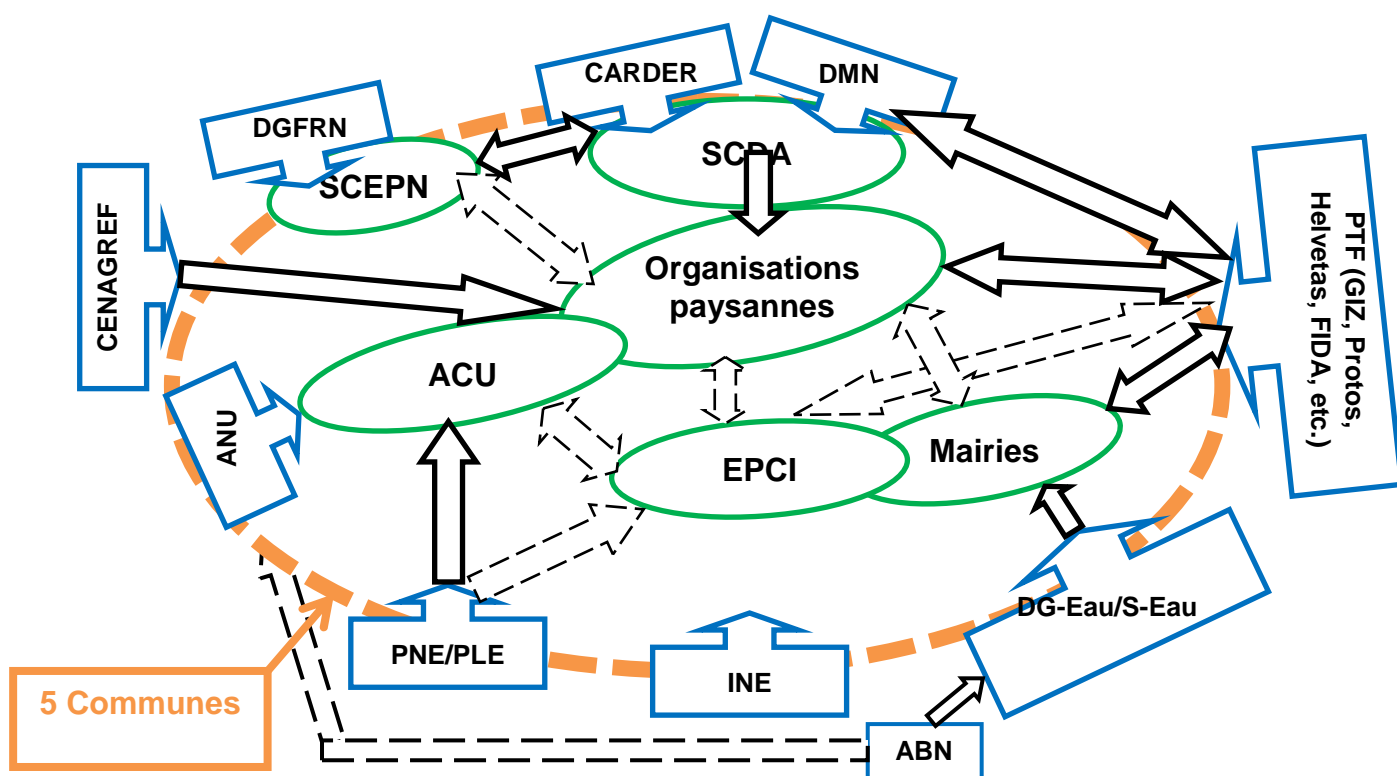 CARDER
DMN
DGFRN
SCDA
SCEPN
CENAGREF
Organisations
paysannes
PTF (GIZ, Protos,
Helvetas, FIDA, etc.)
ACU
ANU
Mairies
EPCI
DG-Eau/S-Eau
PNE/PLE
INE
5 Communes
ABN